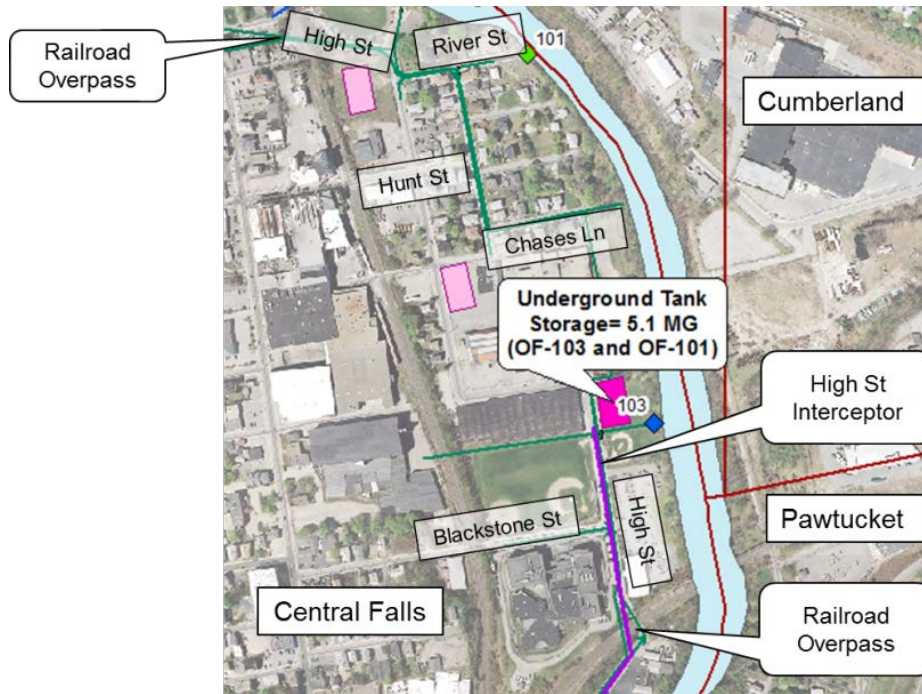 Railroad
Overpass
High St
River St
101
Cumberland
Hunt St
Chases Ln
Underground Tank
Storage= 5.1 MG
(OF-103 and OF-101)
103
High St
Interceptor
Blackstone St
High St
Pawtucket
Central Falls
Railroad
Overpass